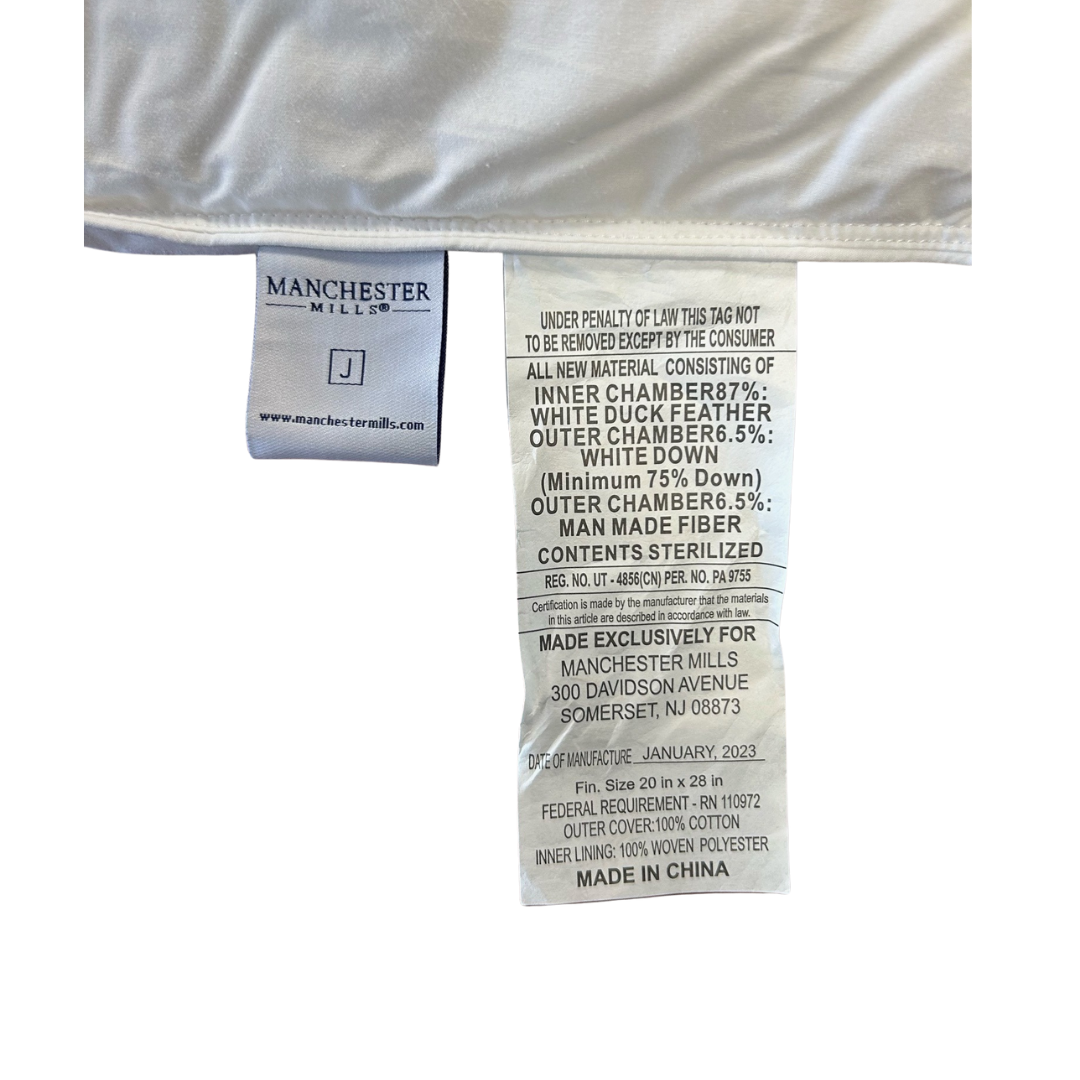 MANCHESTER
MILLS®
J
www.manchestermills.com
UNDER PENALTY OF LAW THIS TAG NOT
TO BE REMOVED EXCEPT BY THE CONSUMER
ALL NEW MATERIAL CONSISTING OF
INNER CHAMBER87%:
WHITE DUCK FEATHER
OUTER CHAMBER6.5%:
WHITE DOWN
(Minimum 75% Down)
OUTER CHAMBER6.5%:
MAN MADE FIBER
CONTENTS STERILIZED
REG. NO. UT - 4856(CN) PER. NO. PA 9755
Certification is made by the manufacturer that the materials
in this article are described in accordance with law.
MADE EXCLUSIVELY FOR
MANCHESTER MILLS
300 DAVIDSON AVENUE
SOMERSET, NJ 08873
DATE OF MANUFACTURE JANUARY, 2023
Fin. Size 20 in x 28 in
FEDERAL REQUIREMENT - RN 110972
OUTER COVER:100% COTTON
INNER LINING: 100% WOVEN POLYESTER
MADE IN CHINA